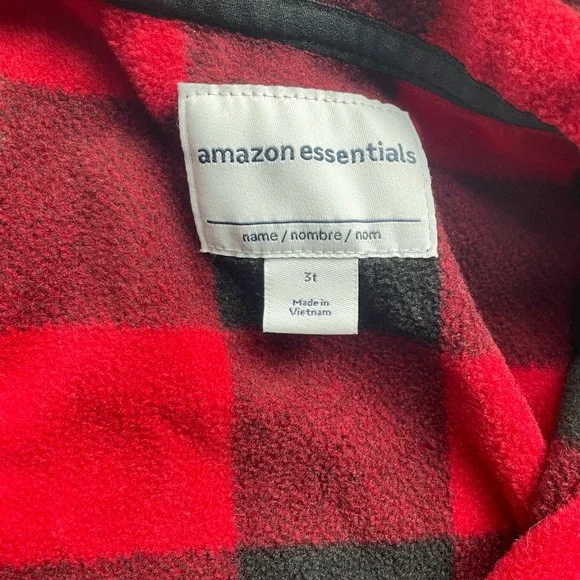 amazon essentials
name / nombre / nom
3t
Made in
Vietnam